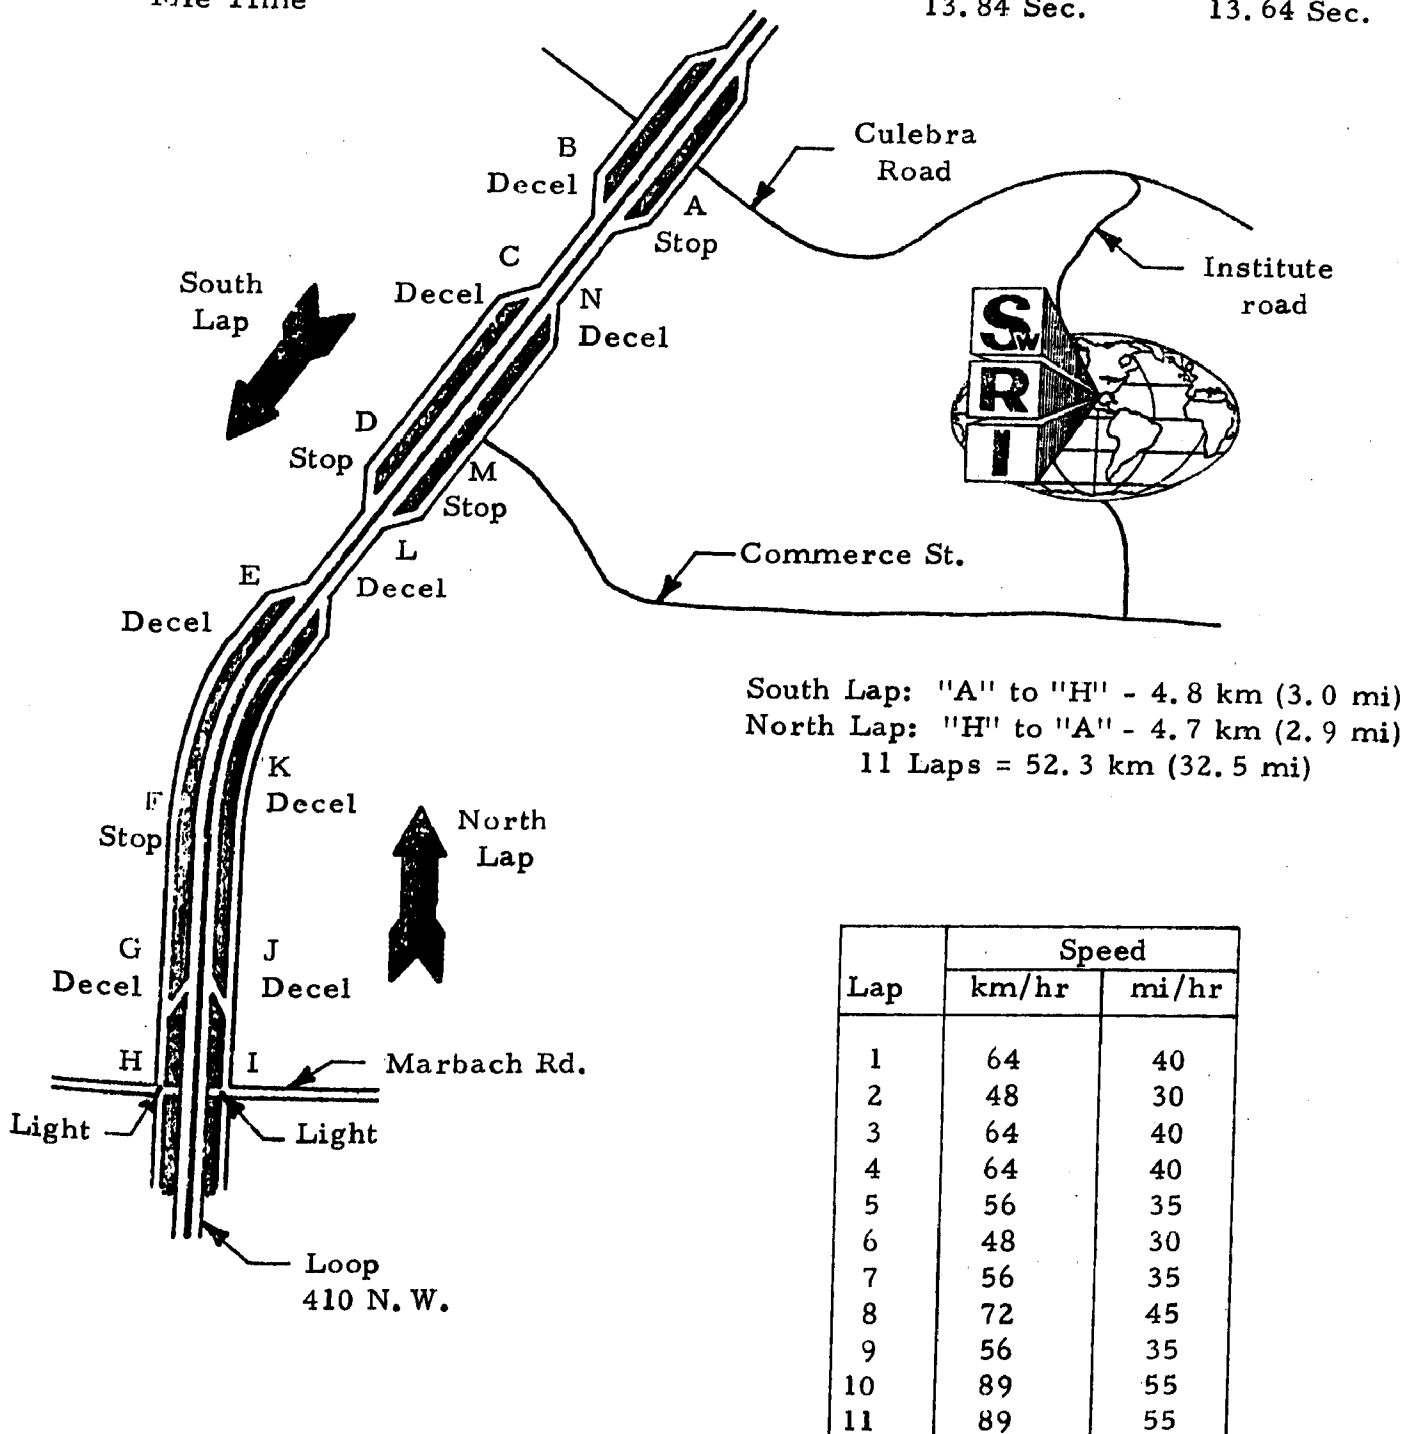 Time
13.84 Sec. 13.64 Sec.
Culebra
Road
B
Decel
A
Stop
C
Decel
South
Lap
N
Decel
Institute
road
S
W
R
I
D
Stop
M
Stop
L
Decel
Commerce St.
E
Decel
South Lap: "A" to "H" - 4.8 km (3.0 mi)
North Lap: "H" to "A" - 4.7 km (2.9 mi)
11 Laps = 52.3 km (32.5 mi)
K
Decel
F
Stop
North
Lap
G
Decel
J
Decel
H
I
Marbach Rd.
Light
Light
Loop
410 N.W.
Speed
Lap km/hr mi/hr
1 64 40
2 48 30
3 64 40
4 64 40
5 56 35
6 48 30
7 56 35
8 72 45
9 56 35
10 89 55
11 89 55